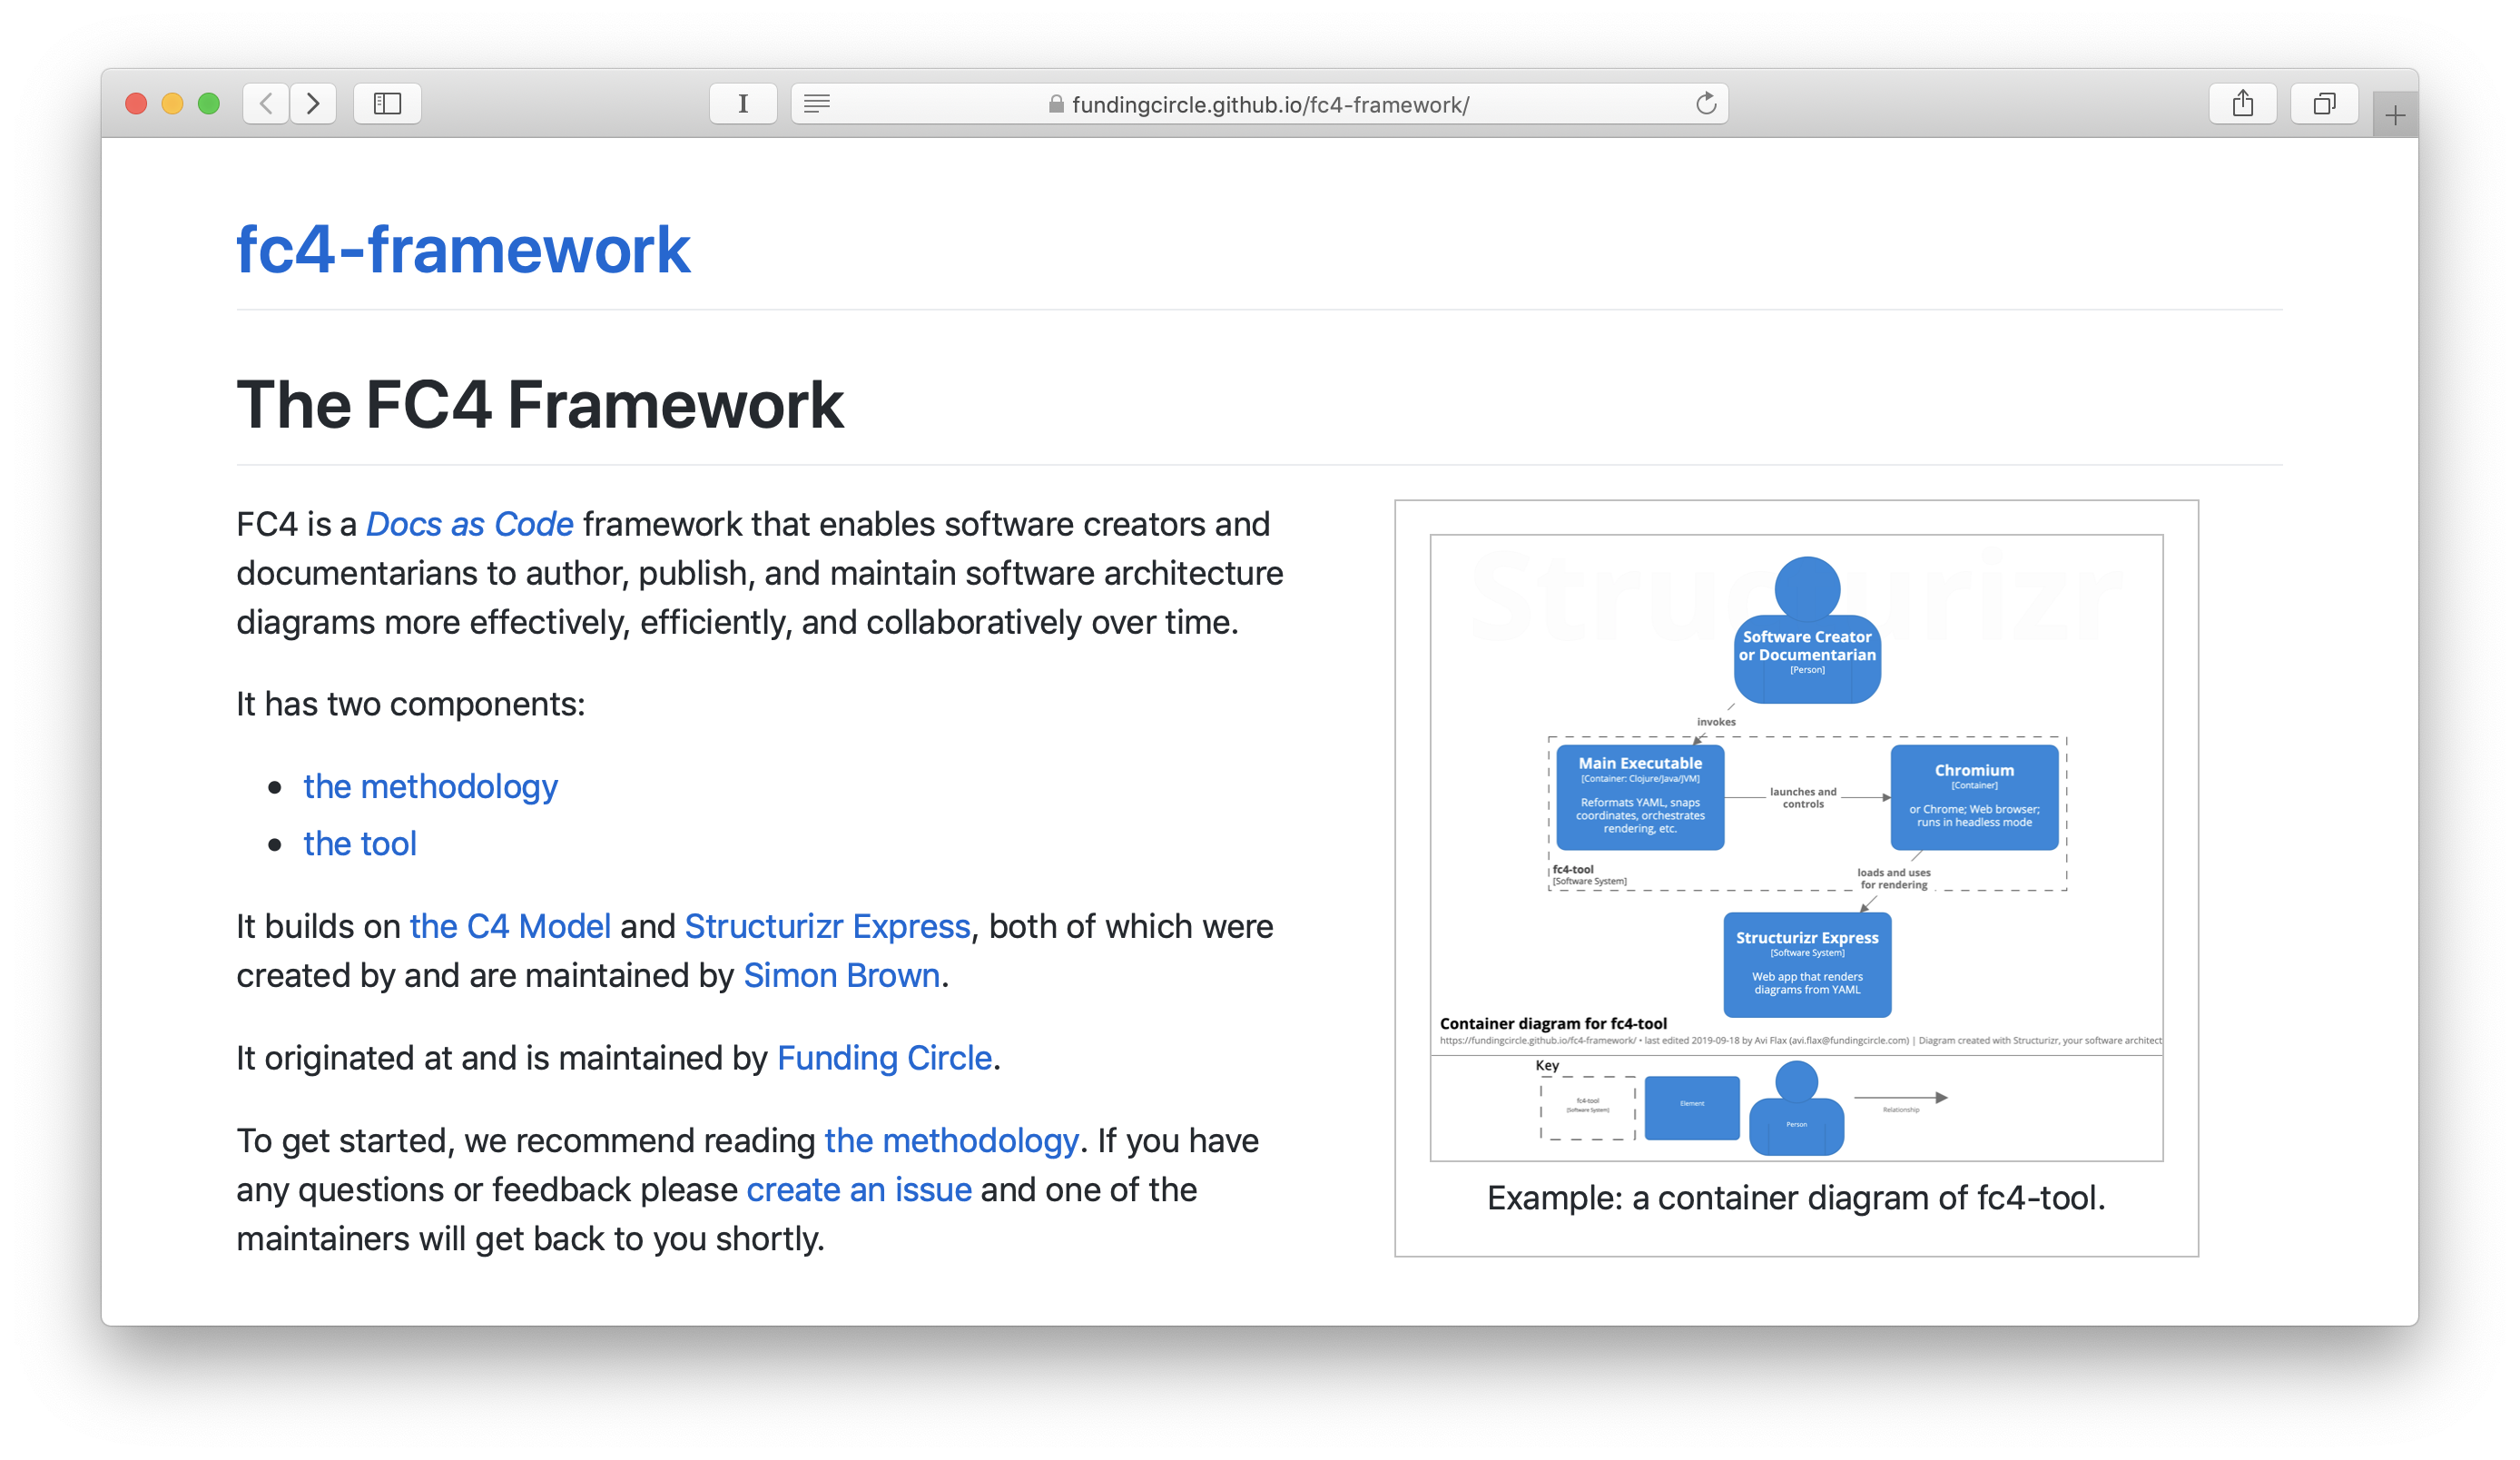 fundingcircle.github.io/fc4-framework/
fc4-framework
The FC4 Framework
FC4 is a Docs as Code framework that enables software creators and
documentarians to author, publish, and maintain software architecture
diagrams more effectively, efficiently, and collaboratively over time.
It has two components:
• the methodology
• the tool
It builds on the C4 Model and Structurizr Express, both of which were
created by and are maintained by Simon Brown.
It originated at and is maintained by Funding Circle.
To get started, we recommend reading the methodology. If you have
any questions or feedback please create an issue and one of the
maintainers will get back to you shortly.
Structurizr
Software Creator
or Documentarian
[Person]
invokes
Main Executable
[Container: Clojure/Java/JVM]
Reformats YAML, snaps
coordinates, orchestrates
rendering, etc.
launches and
controls
Chromium
[Container]
or Chrome; Web browser;
runs in headless mode
fc4-tool
[Software System]
loads and uses
for rendering
Structurizr Express
[Software System]
Web app that renders
diagrams from YAML
Container diagram for fc4-tool
https://fundingcircle.github.io/fc4-framework/ • last edited 2019-09-18 by Avi Flax (avi.flax@fundingcircle.com) | Diagram created with Structurizr, your software architect
Key
fc4-tool
[Software System]
Element
Person
Relationship
Example: a container diagram of fc4-tool.